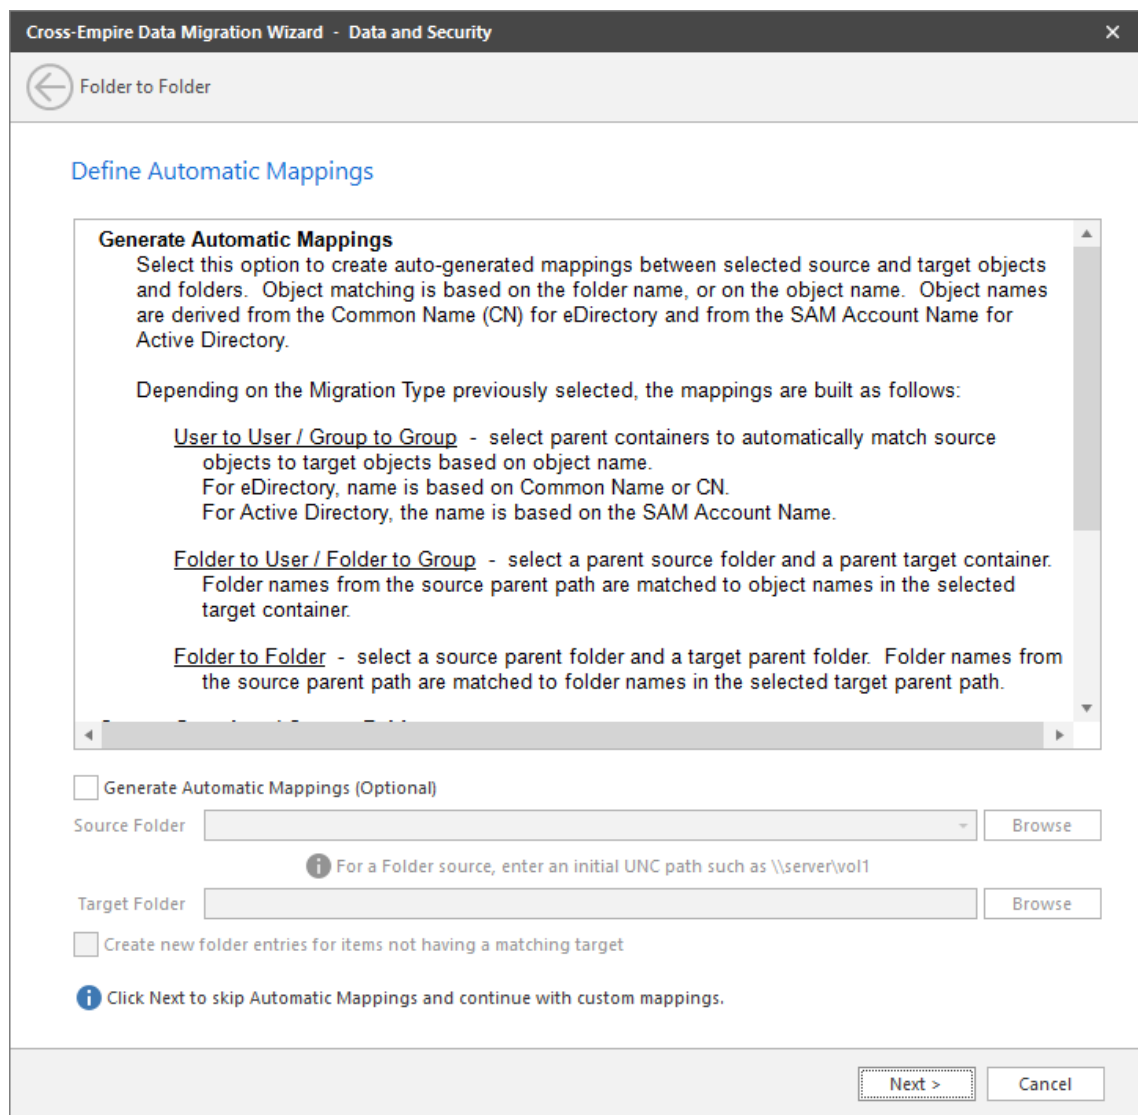 Cross-Empire Data Migration Wizard - Data and Security
Folder to Folder
Define Automatic Mappings
Generate Automatic Mappings
Select this option to create auto-generated mappings between selected source and target objects
and folders. Object matching is based on the folder name, or on the object name. Object names
are derived from the Common Name (CN) for eDirectory and from the SAM Account Name for
Active Directory.
Depending on the Migration Type previously selected, the mappings are built as follows:
User to User / Group to Group - select parent containers to automatically match source
objects to target objects based on object name.
For eDirectory, name is based on Common Name or CN.
For Active Directory, the name is based on the SAM Account Name.
Folder to User / Folder to Group - select a parent source folder and a parent target container.
Folder names from the source parent path are matched to object names in the selected
target container.
Folder to Folder - select a source parent folder and a target parent folder. Folder names from
the source parent path are matched to folder names in the selected target parent path.
Generate Automatic Mappings (Optional)
Source Folder
Browse
For a Folder source, enter an initial UNC path such as \\server\vol1
Target Folder
Browse
Create new folder entries for items not having a matching target
Click Next to skip Automatic Mappings and continue with custom mappings.
Next >
Cancel